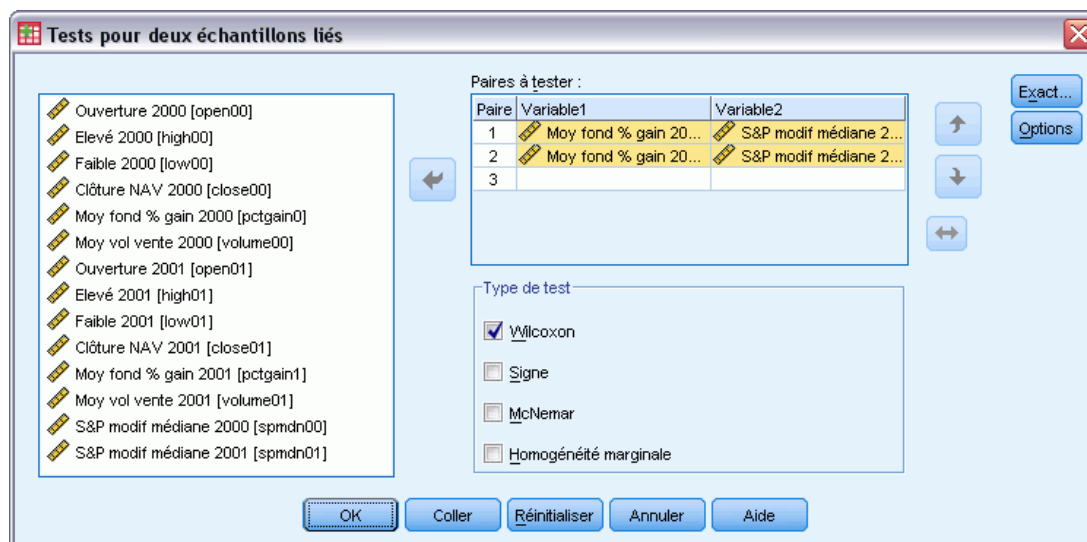 Tests pour deux échantillons liés
Ouverture 2000 [open00]
Elevé 2000 [high00]
Faible 2000 [low00]
Clôture NAV 2000 [close00]
Moy fond % gain 2000 [pctgain0]
Moy vol vente 2000 [volume00]
Ouverture 2001 [open01]
Elevé 2001 [high01]
Faible 2001 [low01]
Clôture NAV 2001 [close01]
Moy fond % gain 2001 [pctgain1]
Moy vol vente 2001 [volume01]
S&P modif médiane 2000 [spmdn00]
S&P modif médiane 2001 [spmdn01]
Paires à tester :
Paire Variable1 Variable2
1 Moy fond % gain 20... S&P modif médiane 2...
2 Moy fond % gain 20... S&P modif médiane 2...
3
Type de test
Wilcoxon
Signe
McNemar
Homogénéité marginale
Exact...
Options
OK Coller Réinitialiser Annuler Aide